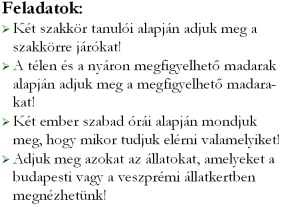 Feladatok:
Két szakkör tanulói alapján adjuk meg a
szakkörre járókat!
A télen és a nyáron megfigyelhető madarak
alapján adjuk meg a megfigyelhető madara-
kat!
Két ember szabad órái alapján mondjuk
meg, hogy mikor tudjuk elérni valamelyiket!
Adjuk meg azokat az állatokat, amelyeket a
budapesti vagy a veszprémi állatkertben
megnézhetünk!